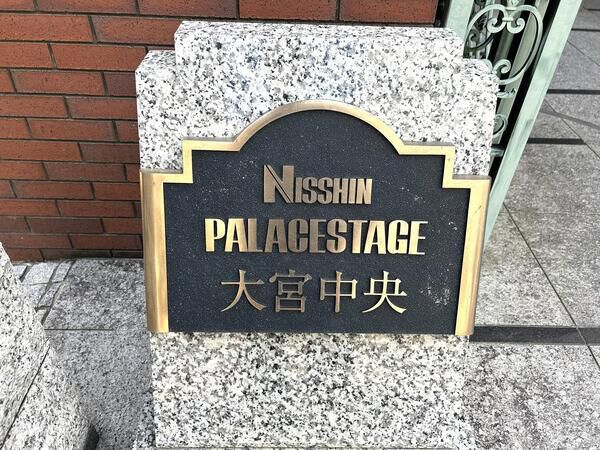 NISSHIN
PALACESTAGE
大宮中央